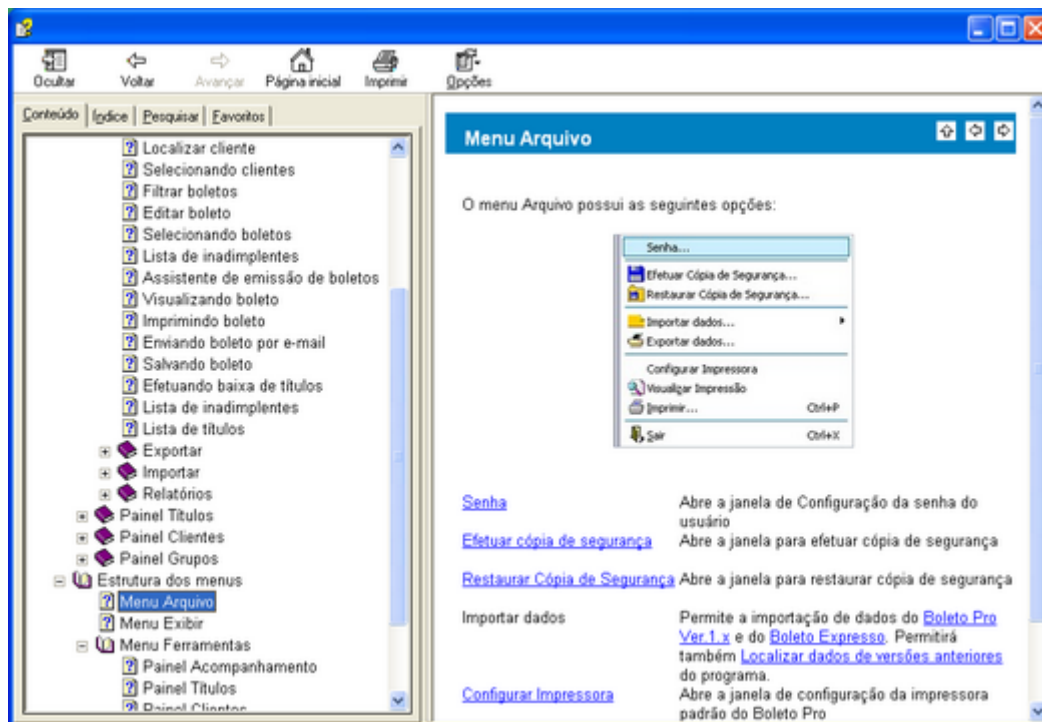 Ocultar Voltar Avançar Página inicial Imprimir Opções
Conteúdo Índice Pesquisar Favoritos
Localizar cliente
Selecionando clientes
Filtrar boletos
Editar boleto
Selecionando boletos
Lista de inadimplentes
Assistente de emissão de boletos
Visualizando boleto
Imprimindo boleto
Enviando boleto por e-mail
Salvando boleto
Efetuando baixa de títulos
Lista de inadimplentes
Lista de títulos
Exportar
Importar
Relatórios
Painel Títulos
Painel Clientes
Painel Grupos
Estrutura dos menus
Menu Arquivo
Menu Exibir
Menu Ferramentas
Painel Acompanhamento
Painel Títulos
Painel Clientes
Menu Arquivo
O menu Arquivo possui as seguintes opções:
Senha...
Efetuar Cópia de Segurança...
Restaurar Cópia de Segurança...
Importar dados...
Exportar dados...
Configurar Impressora
Visualizar Impressão
Imprimir... Ctrl+P
Sair Ctrl+X
Senha Abre a janela de Configuração da senha do
usuário
Efetuar cópia de segurança Abre a janela para efetuar cópia de segurança
Restaurar Cópia de Segurança Abre a janela para restaurar cópia de segurança
Importar dados Permite a importação de dados do Boleto Pro
Ver.1.x e do Boleto Expresso. Permitirá
também Localizar dados de versões anteriores
do programa.
Configurar Impressora Abre a janela de configuração da impressora
padrão do Boleto Pro